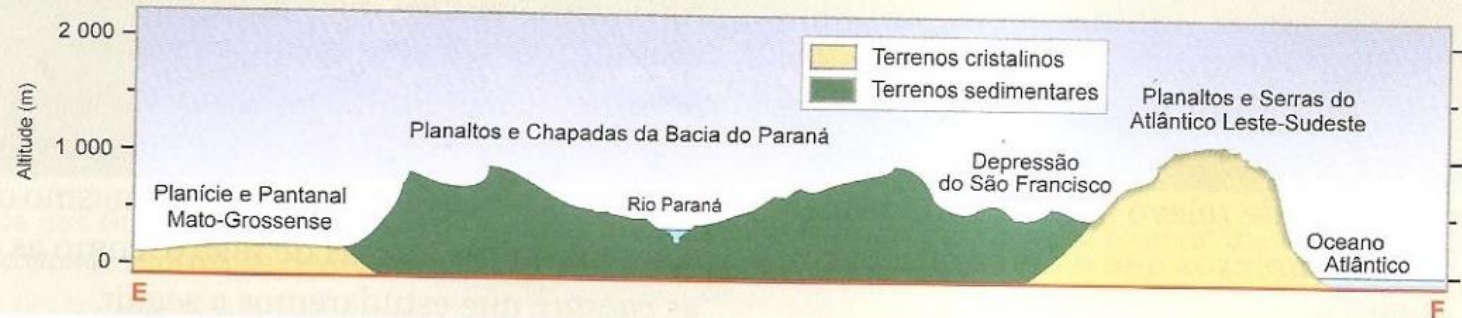 2 000
Terrenos cristalinos
Terrenos sedimentares
Planaltos e Serras do
Atlântico Leste-Sudeste
Altitude (m)
Planaltos e Chapadas da Bacia do Paraná
1 000
Depressão
do São Francisco
Planície e Pantanal
Mato-Grossense
Rio Paraná
Oceano
Atlântico
0
E
F